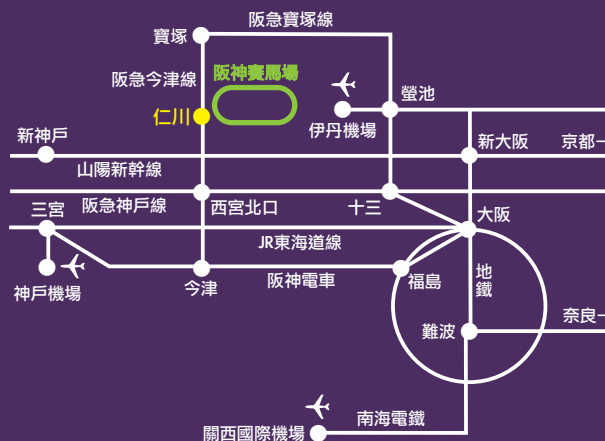 阪急寶塚線
寶塚
阪神賽馬場
阪急今津線
螢池
仁川
伊丹機場
新神戶
新大阪
京都
山陽新幹線
三宮
阪急神戶線
西宮北口
十三
大阪
JR東海道線
神戶機場
今津
阪神電車
福島
地鐵
奈良
難波
南海電鐵
關西國際機場